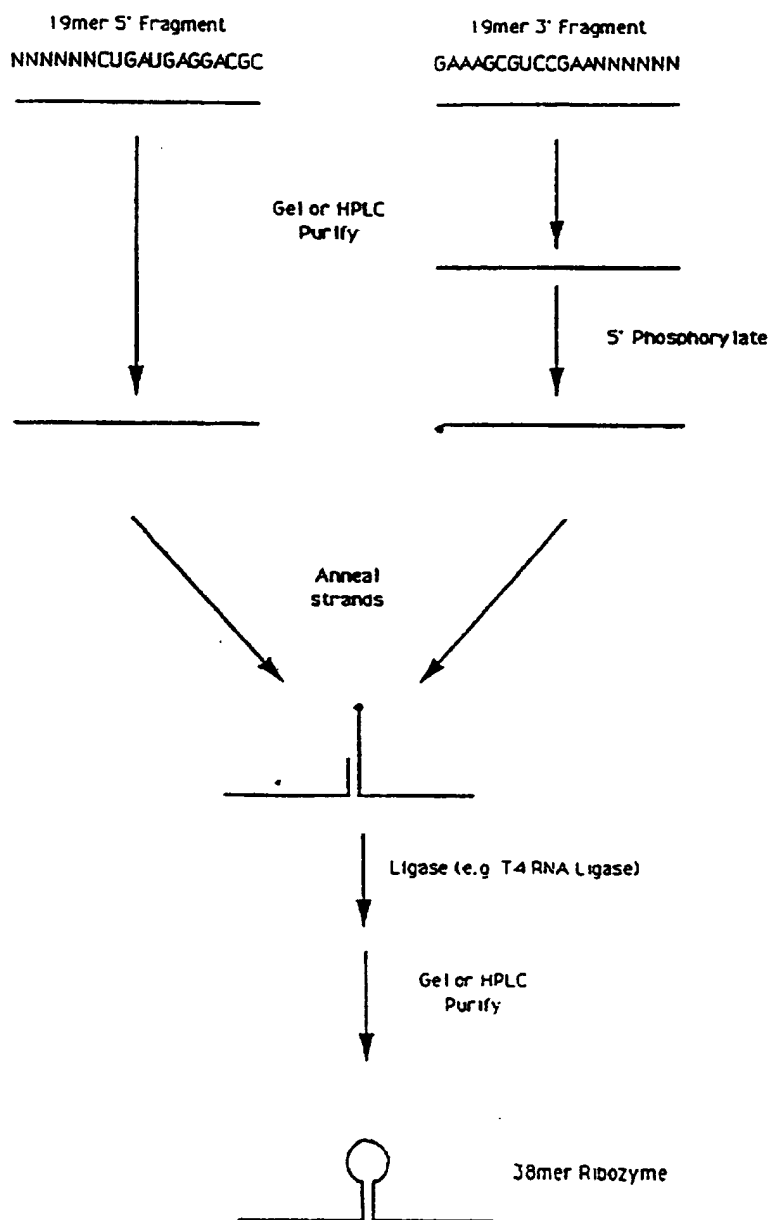 19mer 5' Fragment
NNNNNNCUGAUGAGGACGC
19mer 3' Fragment
GAAAGCGUCCGAANNNNNN
Gel or HPLC
Purify
5' Phosphorylate
Anneal
strands
Ligase (e.g T4 RNA Ligase)
Gel or HPLC
Purify
38mer Ribozyme